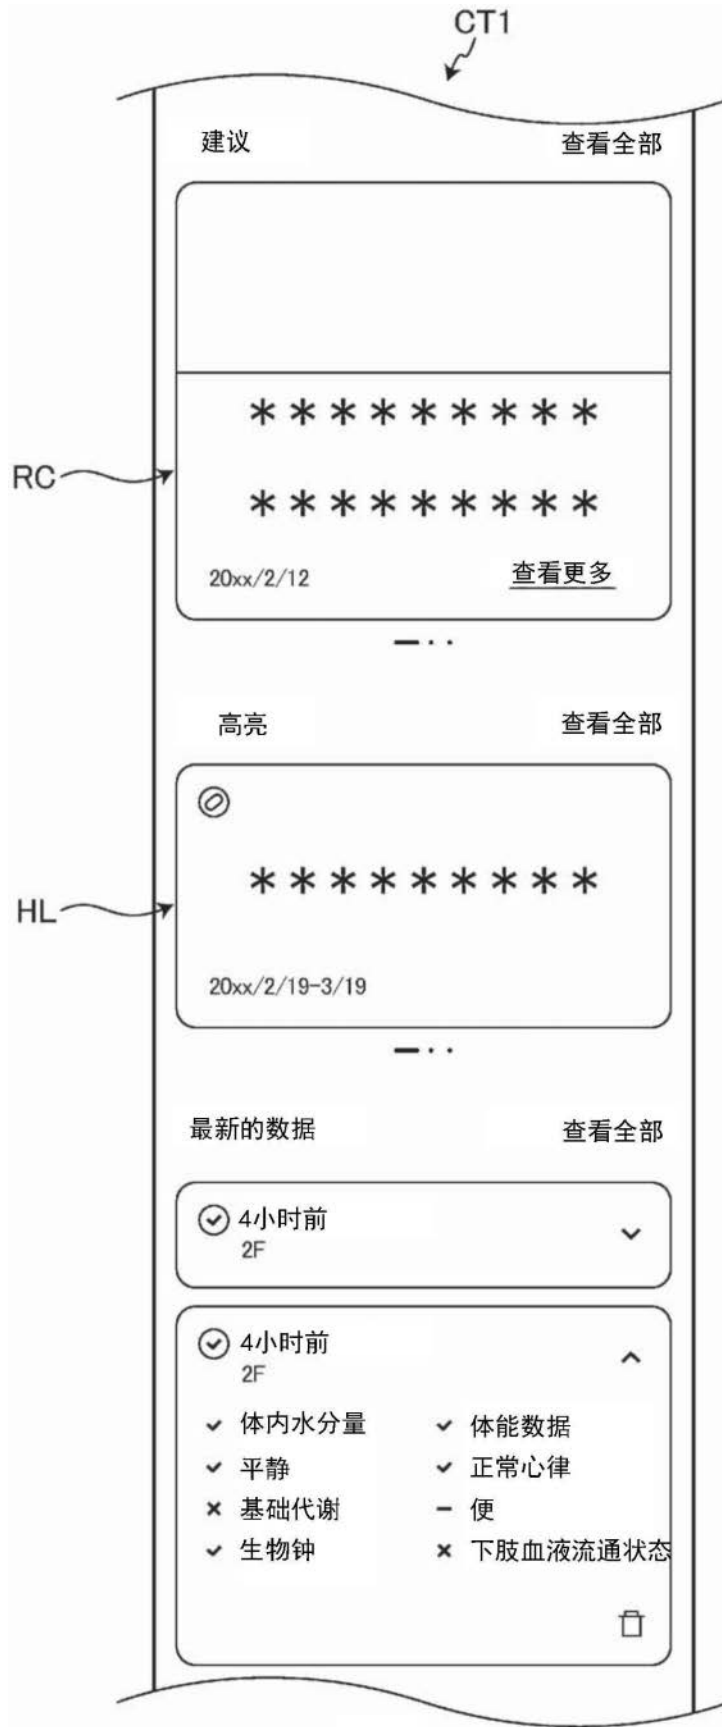 CT1
建议 查看全部
* * * * * * * * *
RC
* * * * * * * * *
20xx/2/12 查看更多
高亮 查看全部
* * * * * * * * *
HL
20xx/2/19-3/19
最新的数据 查看全部
4小时前
2F
4小时前
2F
体内水分量 体能数据
平静 正常心律
基础代谢 便
生物钟 下肢血液流通状态